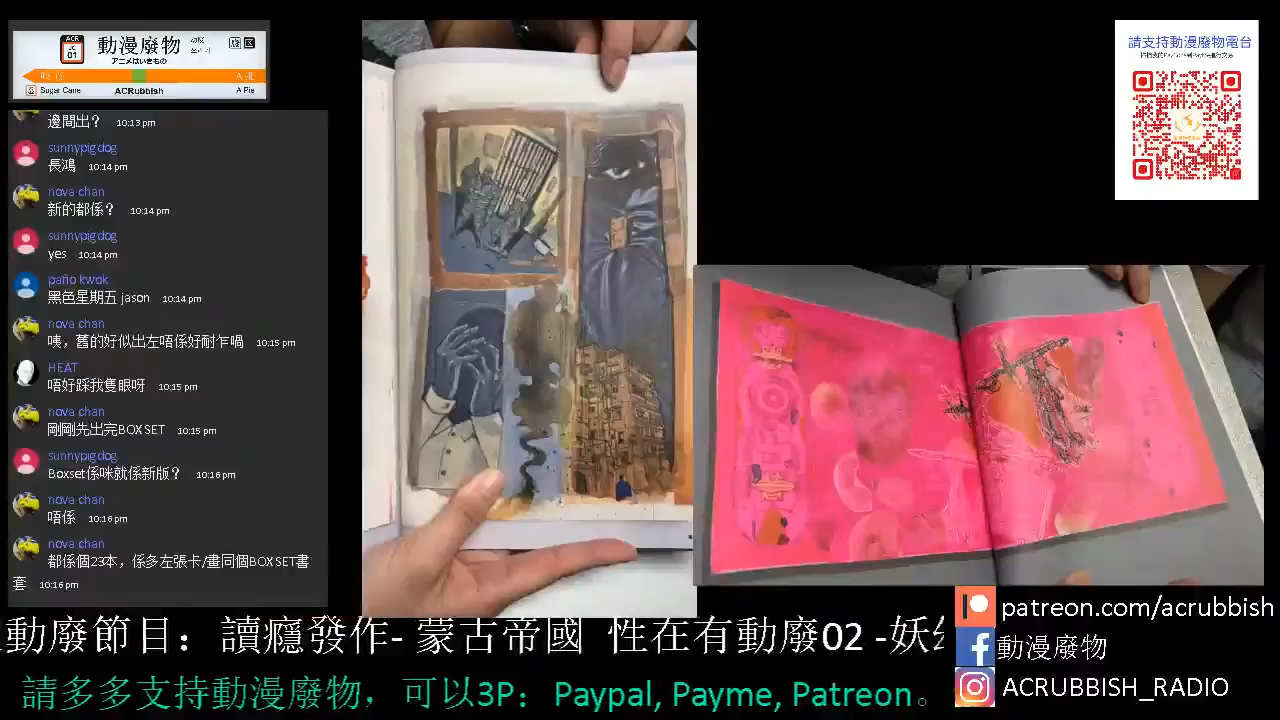 ACR
01
動漫廢物
アニメはいきもの
Sugar Cane
ACRubbish
A Pie
邊間出？ 10:13 pm
sunnypigdog
長鴻 10:14 pm
nova chan
新的都係？ 10:14 pm
sunnypigdog
yes 10:14 pm
patio kwok
黑色星期五 jason 10:14 pm
nova chan
咦，舊的好似出左唔係好耐乍喎 10:15 pm
HEAT
唔好踩我隻眼呀 10:15 pm
nova chan
剛剛先出完BOXSET 10:15 pm
sunnypigdog
Boxset係咪就係新版？ 10:16 pm
nova chan
唔係 10:16 pm
nova chan
都係個23本，係多左張卡/畫同個BOXSET書
套 10:16 pm
請支持動漫廢物電台
patreon.com/acrubbish
動漫廢物
ACRUBBISH_RADIO
動廢節目：讀癮發作- 蒙古帝國 性在有動廢02 -妖
請多多支持動漫廢物，可以3P：Paypal, Payme, Patreon。